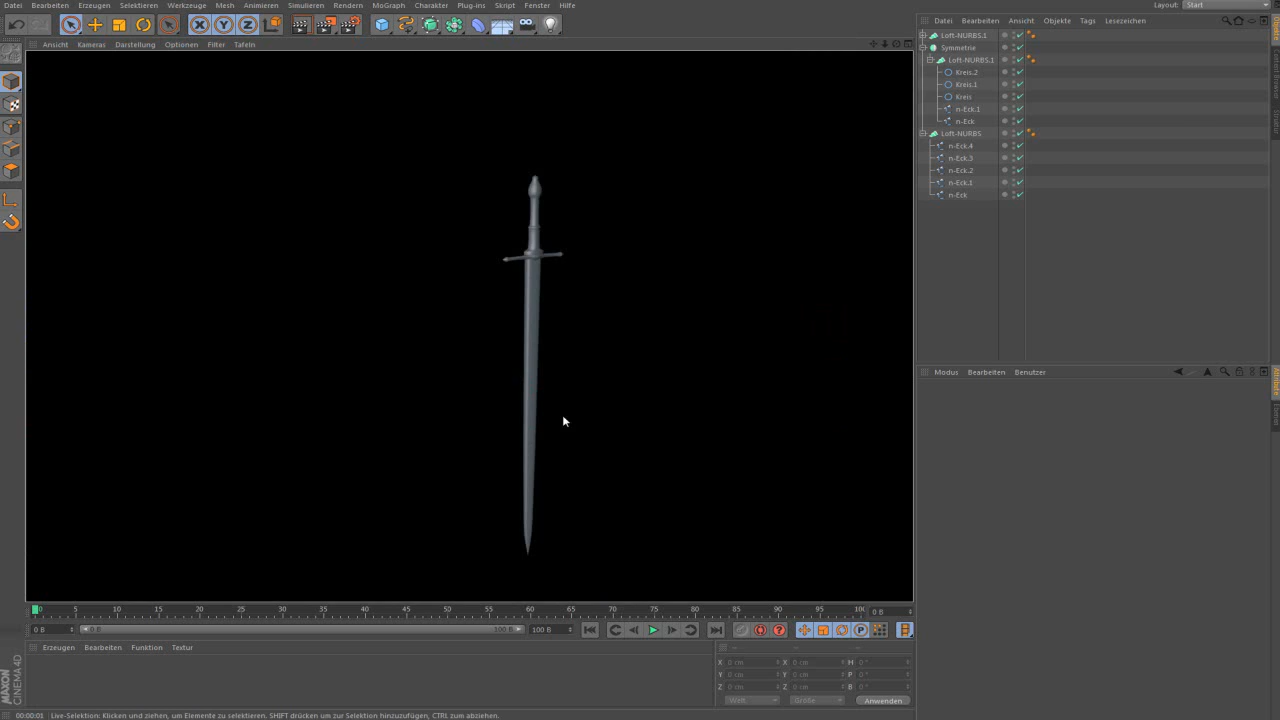 Datei Bearbeiten Erzeugen Selektieren Werkzeuge Mesh Animieren Simulieren Rendern MoGraph Charakter Plug-ins Skript Fenster Hilfe Layout: Start
Datei Bearbeiten Ansicht Objekte Tags Lesezeichen
Ansicht Kameras Darstellung Optionen Filter Tafeln
Loft-NURBS.1
Symmetrie
Loft-NURBS.1
Kreis.2
Kreis.1
Kreis
n-Eck.1
n-Eck
Loft-NURBS
n-Eck.4
n-Eck.3
n-Eck.2
n-Eck.1
n-Eck
Objekte
Content Browser
Struktur
Modus Bearbeiten Benutzer
Attribute
X Y Z
0 5 10 15 20 25 30 35 40 45 50 55 60 65 70 75 80 85 90 95 100 0 B
0 B 0 B 100 B 100 B P
Erzeugen Bearbeiten Funktion Textur
X 0 cm X 0 cm H 0 °
Y 0 cm Y 0 cm P 0 °
Z 0 cm Z 0 cm B 0 °
Welt Größe Anwenden
MAXON
CINEMA 4D
00:00:01 Live-Selektion: Klicken und ziehen, um Elemente zu selektieren. SHIFT drücken um zur Selektion hinzuzufügen, CTRL zum abziehen.